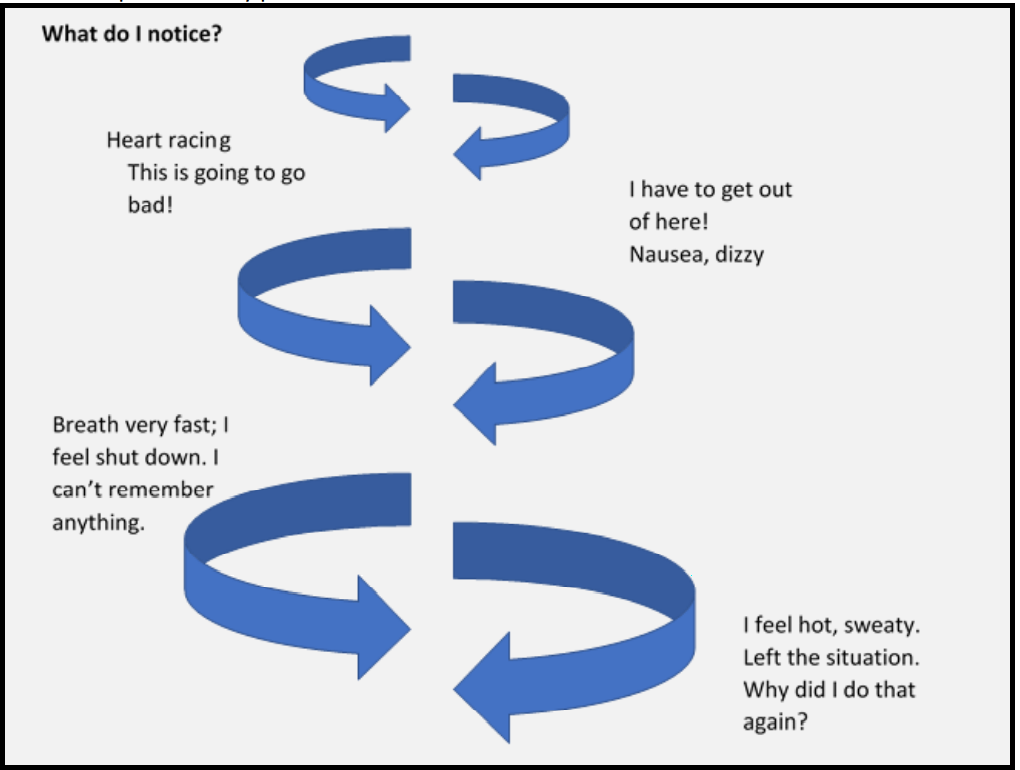 What do I notice?
Heart racing
This is going to go
bad!
I have to get out
of here!
Nausea, dizzy
Breath very fast; I
feel shut down. I
can't remember
anything.
I feel hot, sweaty.
Left the situation.
Why did I do that
again?